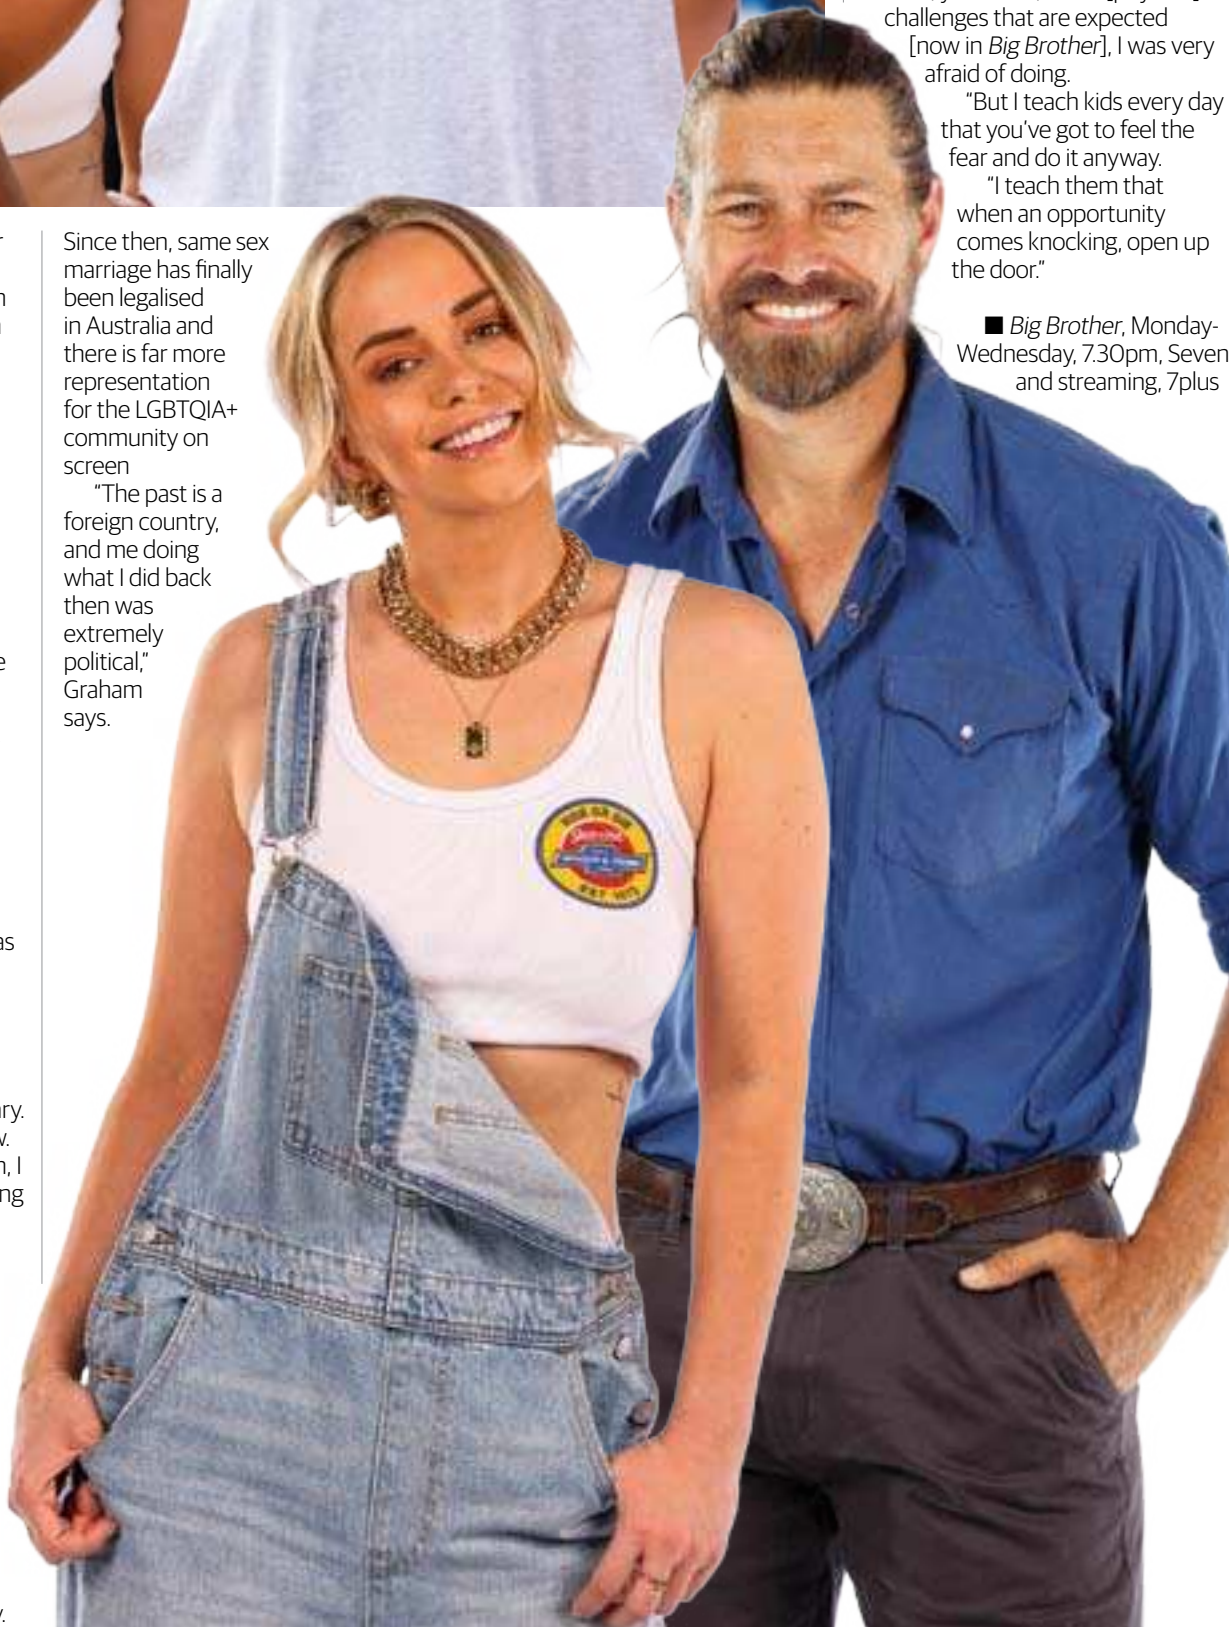 as
ry.
ng
Since then, same sex
marriage has finally
been legalised
in Australia and
there is far more
representation
for the LGBTQIA+
community on
screen
"The past is a
foreign country,
and me doing
what I did back
then was
extremely
political,"
Graham
says.
challenges that are expected
[now in Big Brother], I was very
afraid of doing.
"But I teach kids every day
that you've got to feel the
fear and do it anyway.
"I teach them that
when an opportunity
comes knocking, open up
the door."
■ Big Brother, Monday-
Wednesday, 7.30pm, Seven
and streaming, 7plus